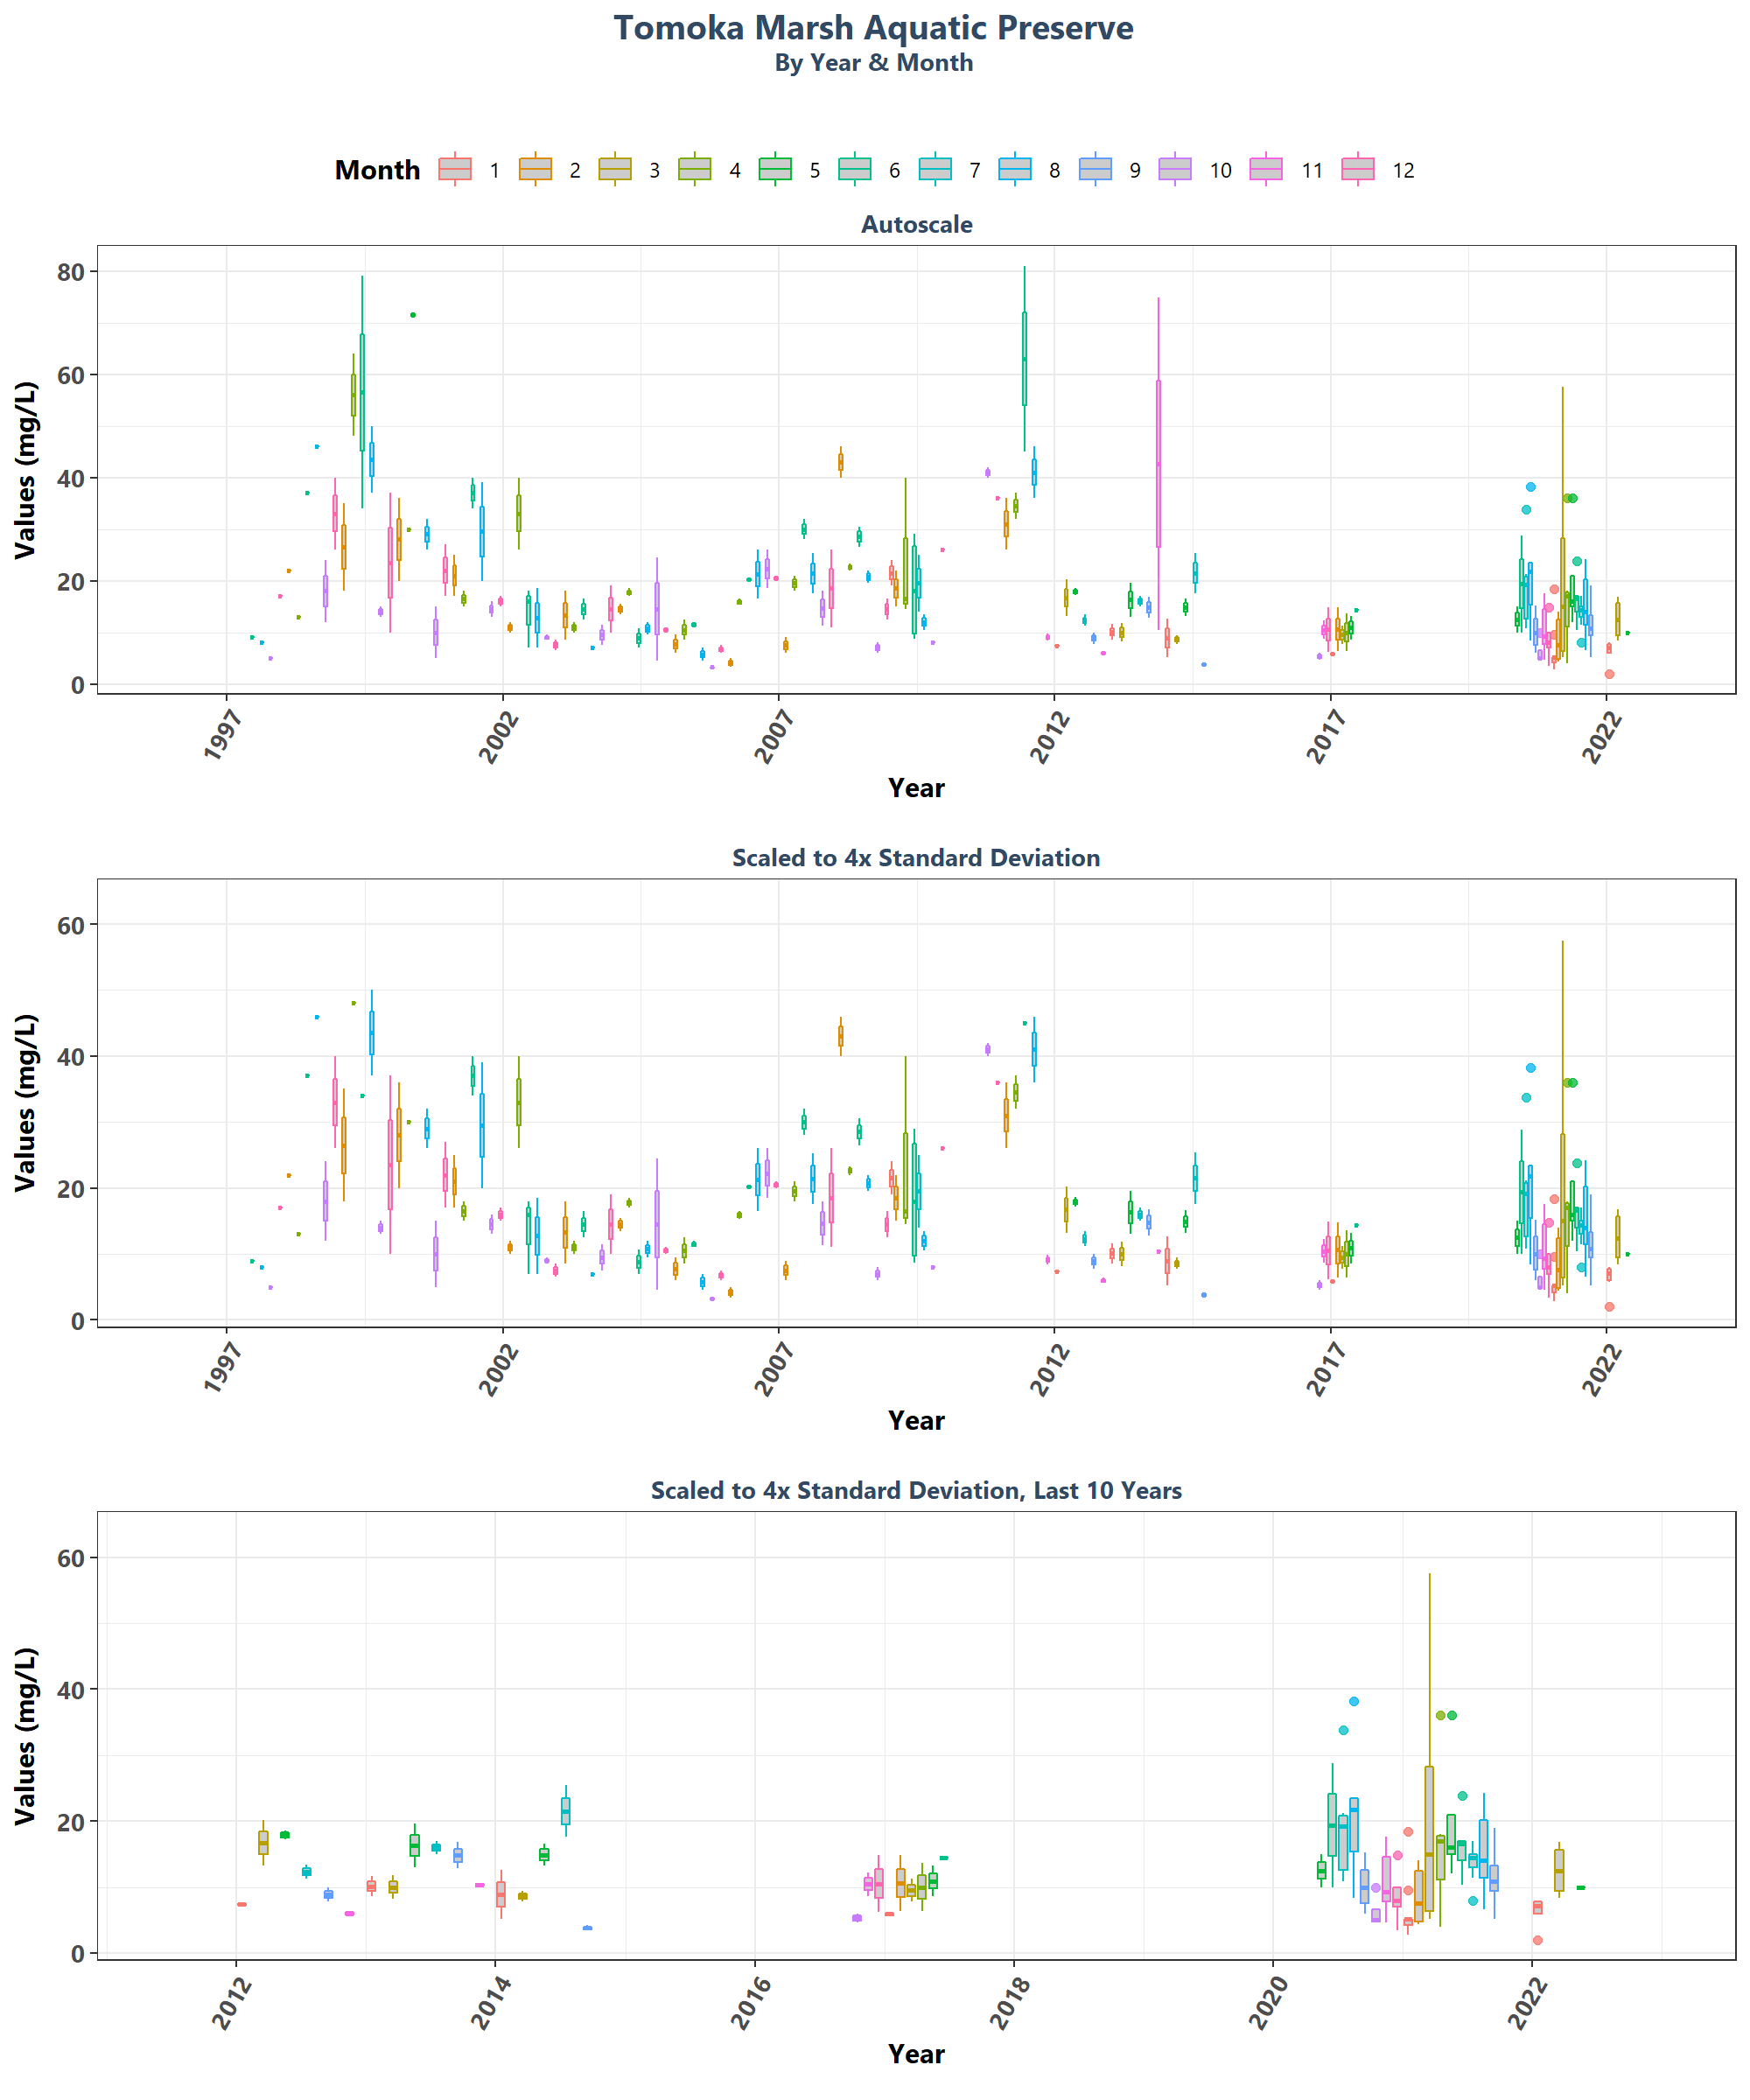 Tomoka Marsh Aquatic Preserve
By Year & Month
Month 1 2 3 4 5 6 7 8 9 10 11 12
Autoscale
Values (mg/L)
80
60
40
20
0
1997 2002 2007 2012 2017 2022
Year
Scaled to 4x Standard Deviation
Values (mg/L)
60
40
20
0
1997 2002 2007 2012 2017 2022
Year
Scaled to 4x Standard Deviation, Last 10 Years
Values (mg/L)
60
40
20
0
2012 2014 2016 2018 2020 2022
Year